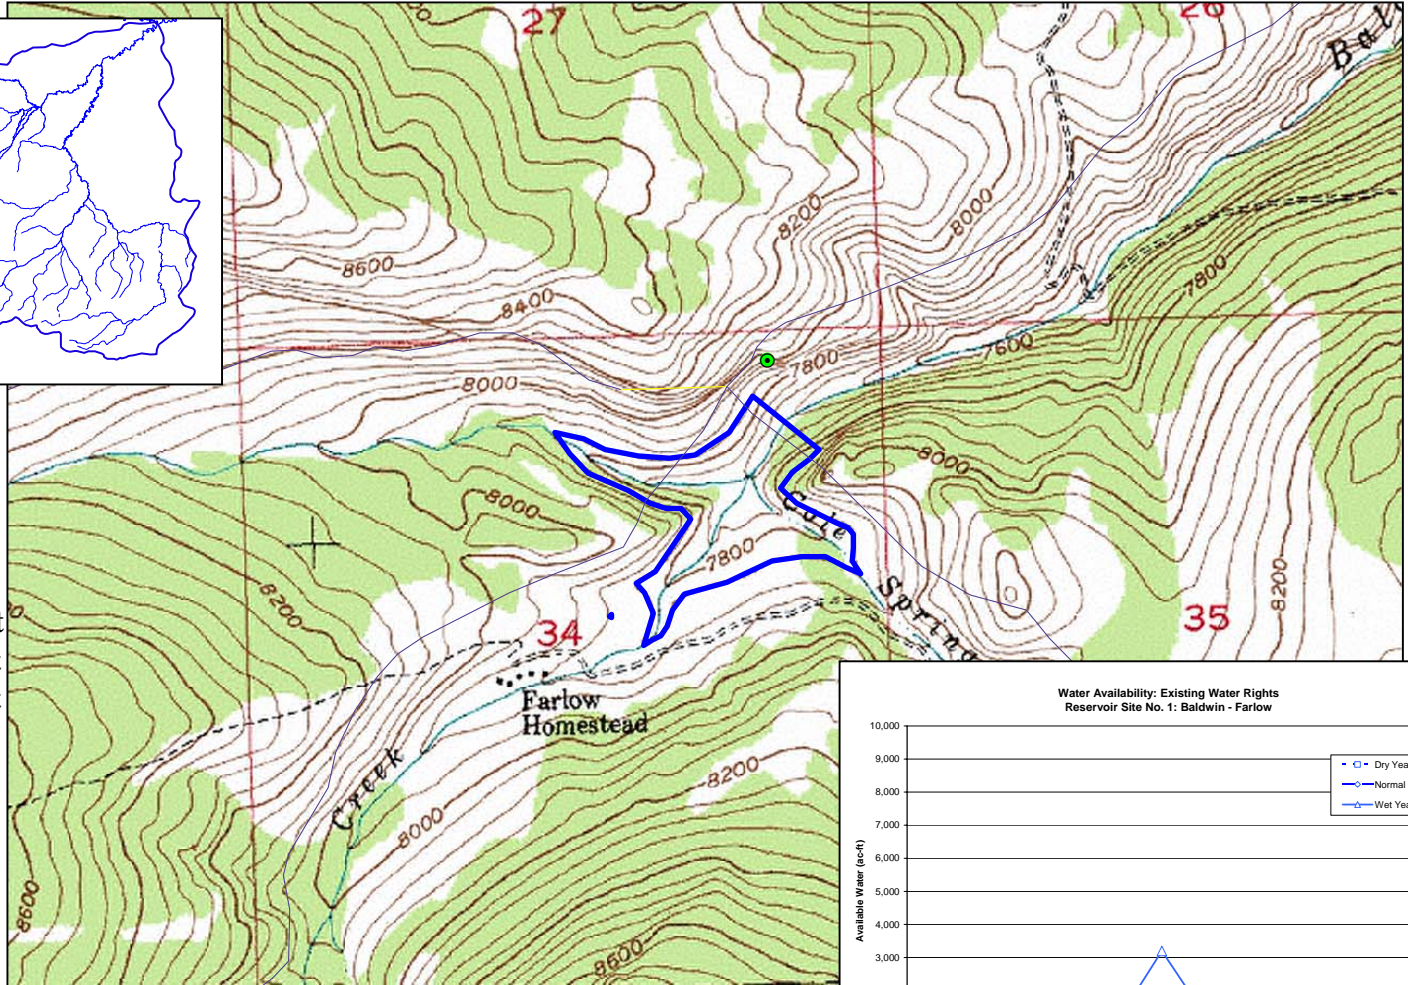 27
26
Bal
8200
8000
8600
7800
8400
7800
7600
8000
8000
8000
Cole
7800
8200
Spring
8200
34
35
Farlow
Homestead
8200
Creek
8000
8600
8600
Water Availability: Existing Water Rights
Reservoir Site No. 1: Baldwin - Farlow
10,000
9,000
8,000
7,000
6,000
5,000
4,000
3,000
Available Water (ac-ft)
Dry Yea
Normal
Wet Yea